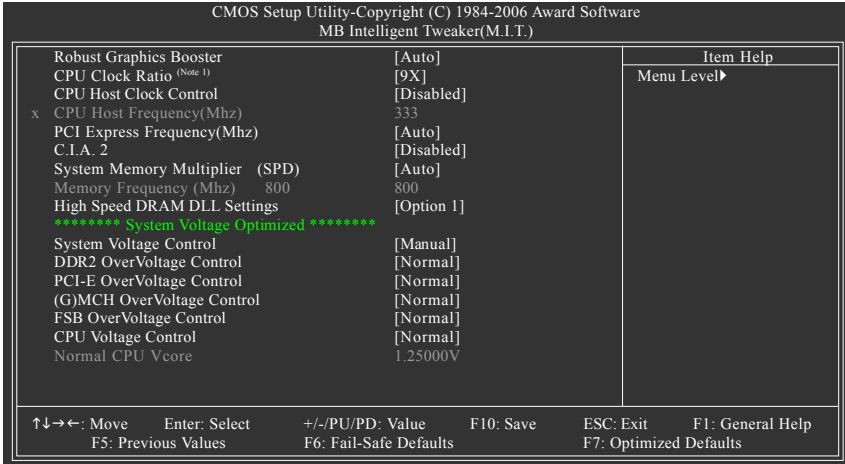 CMOS Setup Utility-Copyright (C) 1984-2006 Award Software
MB Intelligent Tweaker(M.I.T.)
Robust Graphics Booster [Auto]
CPU Clock Ratio (Note 1) [9X]
CPU Host Clock Control [Disabled]
x CPU Host Frequency(Mhz) 333
PCI Express Frequency(Mhz) [Auto]
C.I.A. 2 [Disabled]
System Memory Multiplier (SPD) [Auto]
Memory Frequency (Mhz) 800 800
High Speed DRAM DLL Settings [Option 1]
******** System Voltage Optimized ********
System Voltage Control [Manual]
DDR2 OverVoltage Control [Normal]
PCI-E OverVoltage Control [Normal]
(G)MCH OverVoltage Control [Normal]
FSB OverVoltage Control [Normal]
CPU Voltage Control [Normal]
Normal CPU Vcore 1.25000V
Item Help
Menu Level▶
↑↓→←: Move Enter: Select +/-/PU/PD: Value F10: Save ESC: Exit F1: General Help
F5: Previous Values F6: Fail-Safe Defaults F7: Optimized Defaults